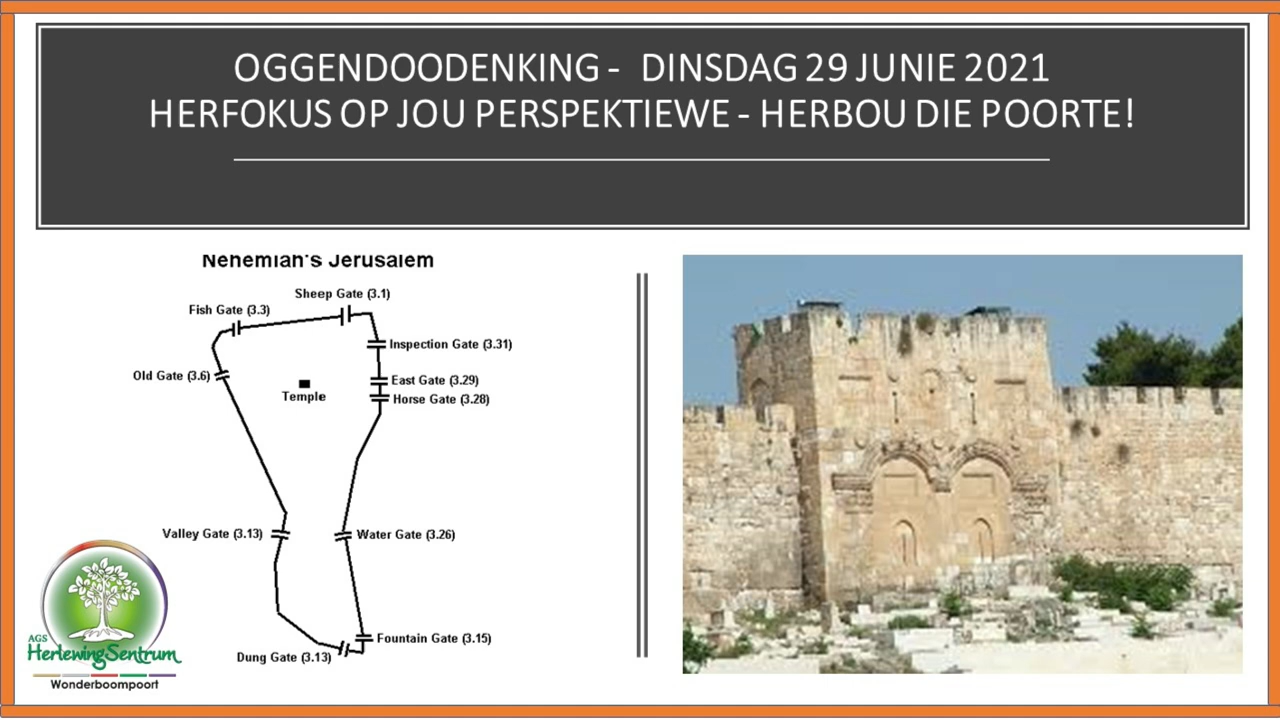 OGGENDOODENKING - DINSDAG 29 JUNIE 2021
HERFOKUS OP JOU PERSPEKTIEWE - HERBOU DIE POORTE!
Nehemian's Jerusalem
Sheep Gate (3.1)
Fish Gate (3.3)
Inspection Gate (3.31)
Old Gate (3.6)
East Gate (3.29)
Temple
Horse Gate (3.28)
Valley Gate (3.13)
Water Gate (3.26)
Fountain Gate (3.15)
Dung Gate (3.13)
AGS
HerlewingSentrum
Wonderboompoort